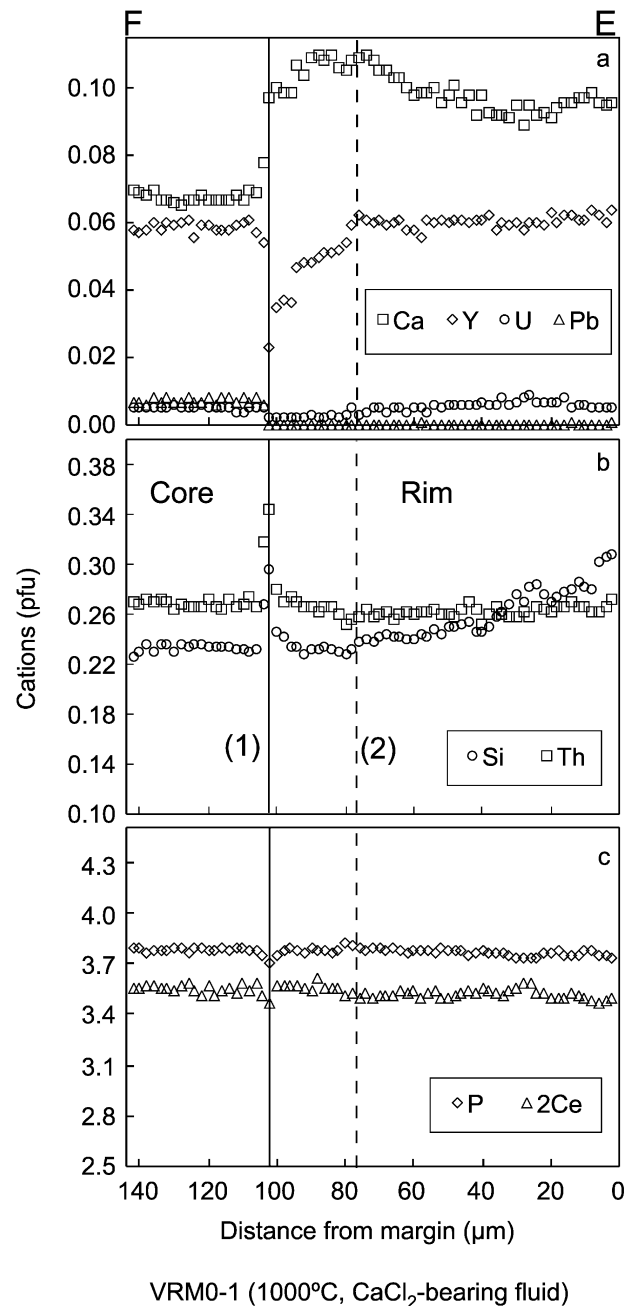 F E
a
0.10
0.08
0.06
0.04
Ca Y U Pb
0.02
0.00
b
0.38
Core Rim
0.34
0.30
0.26
0.22
Cations (pfu)
0.18
(1) (2)
Si Th
0.14
0.10
c
4.3
4.0
3.7
3.4
3.1
P 2Ce
2.8
2.5
140 120 100 80 60 40 20 0
Distance from margin (µm)
VRM0-1 (1000ºC, CaCl₂-bearing fluid)